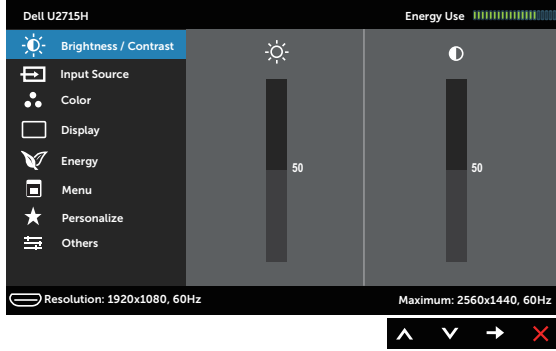 Dell U2715H
Energy Use
Brightness / Contrast
Input Source
Color
Display
Energy
Menu
Personalize
Others
50
50
Resolution: 1920x1080, 60Hz
Maximum: 2560x1440, 60Hz